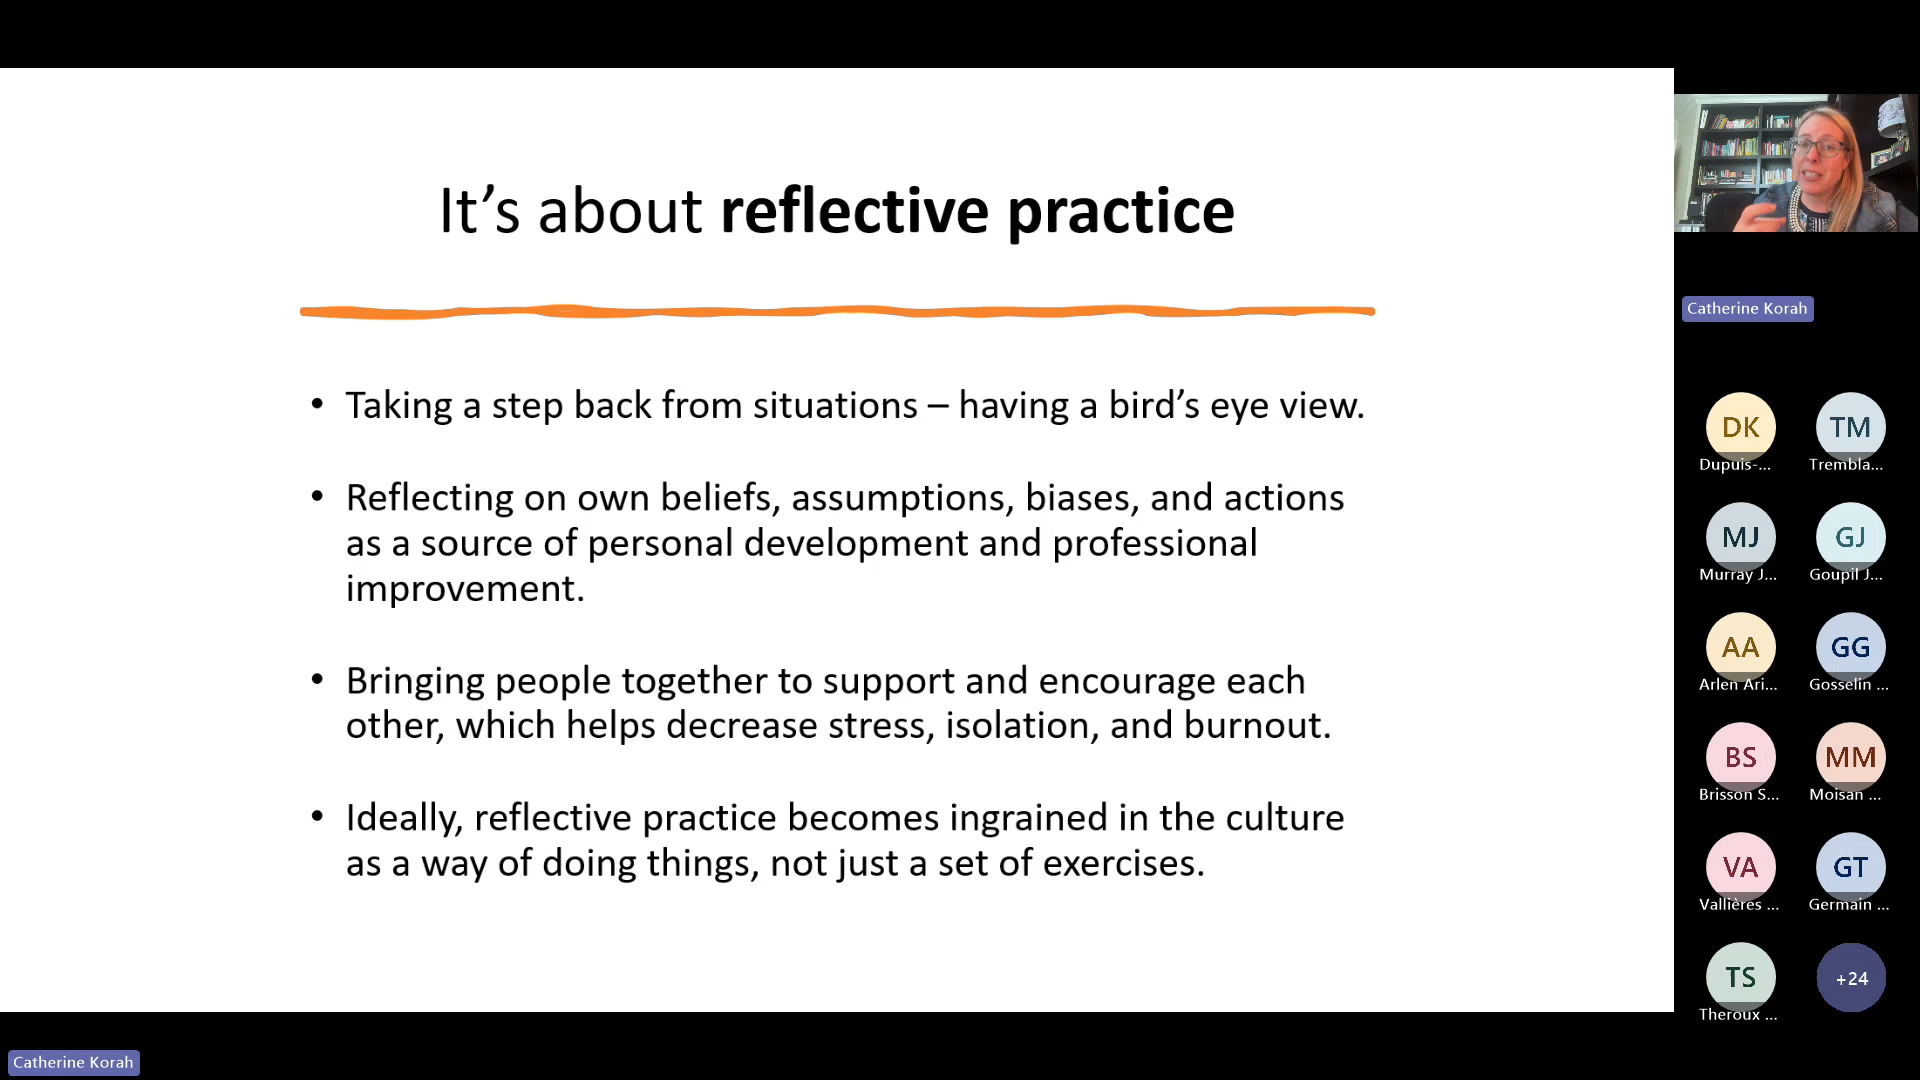 It’s about reflective practice
• Taking a step back from situations – having a bird’s eye view.
• Reflecting on own beliefs, assumptions, biases, and actions
as a source of personal development and professional
improvement.
• Bringing people together to support and encourage each
other, which helps decrease stress, isolation, and burnout.
• Ideally, reflective practice becomes ingrained in the culture
as a way of doing things, not just a set of exercises.
Catherine Korah
DK
Dupuis-...
TM
Trembla...
MJ
Murray J...
GJ
Goupil J...
AA
Arlen Ari...
GG
Gosselin ...
BS
Brisson S...
MM
Moisan ...
VA
Vallières ...
GT
Germain ...
TS
Theroux ...
+24
Catherine Korah